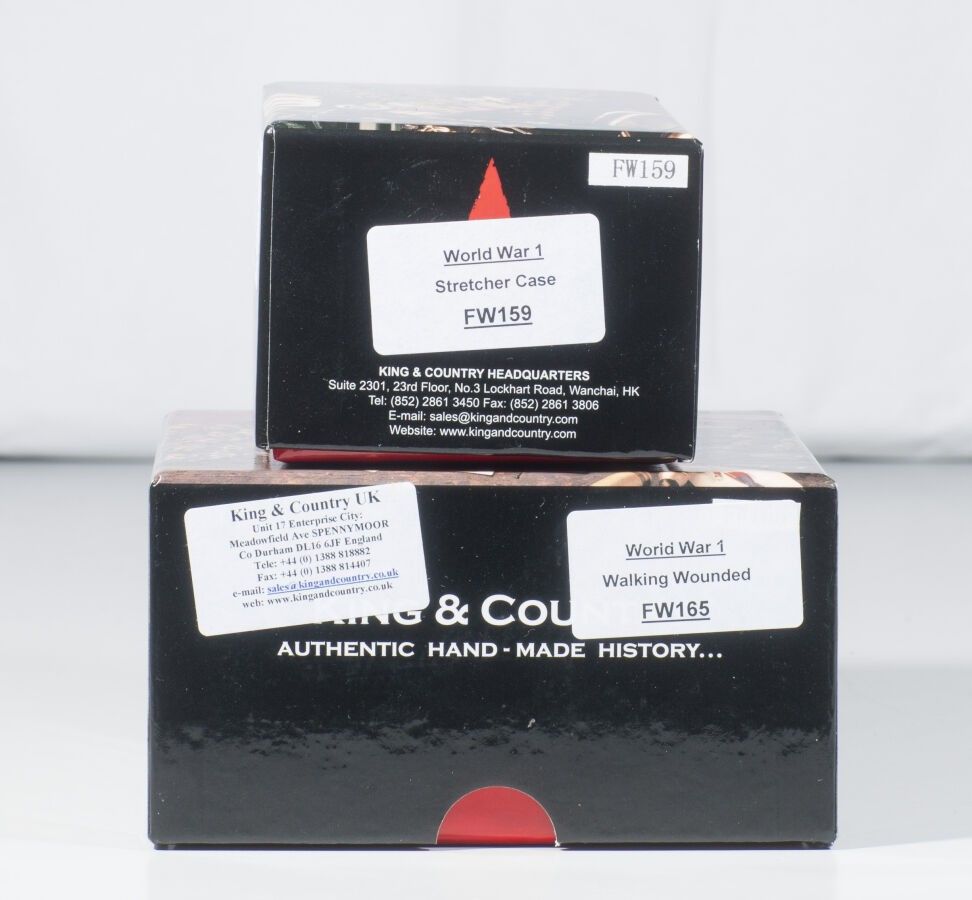 FW159
World War 1
Stretcher Case
FW159
KING & COUNTRY HEADQUARTERS
Suite 2301, 23rd Floor, No.3 Lockhart Road, Wanchai, HK
Tel: (852) 2861 3450 Fax: (852) 2861 3806
E-mail: sales@kingandcountry.com
Website: www.kingandcountry.com
King & Country UK
Unit 17 Enterprise City:
Meadowfield Ave SPENNYMOOR
Co Durham DL16 6JF England
Tele: +44 (0) 1388 818882
Fax: +44 (0) 1388 814407
e-mail: sales@kingandcountry.co.uk
web: www.kingandcountry.co.uk
World War 1
Walking Wounded
FW165
KING & COUN
AUTHENTIC HAND-MADE HISTORY...